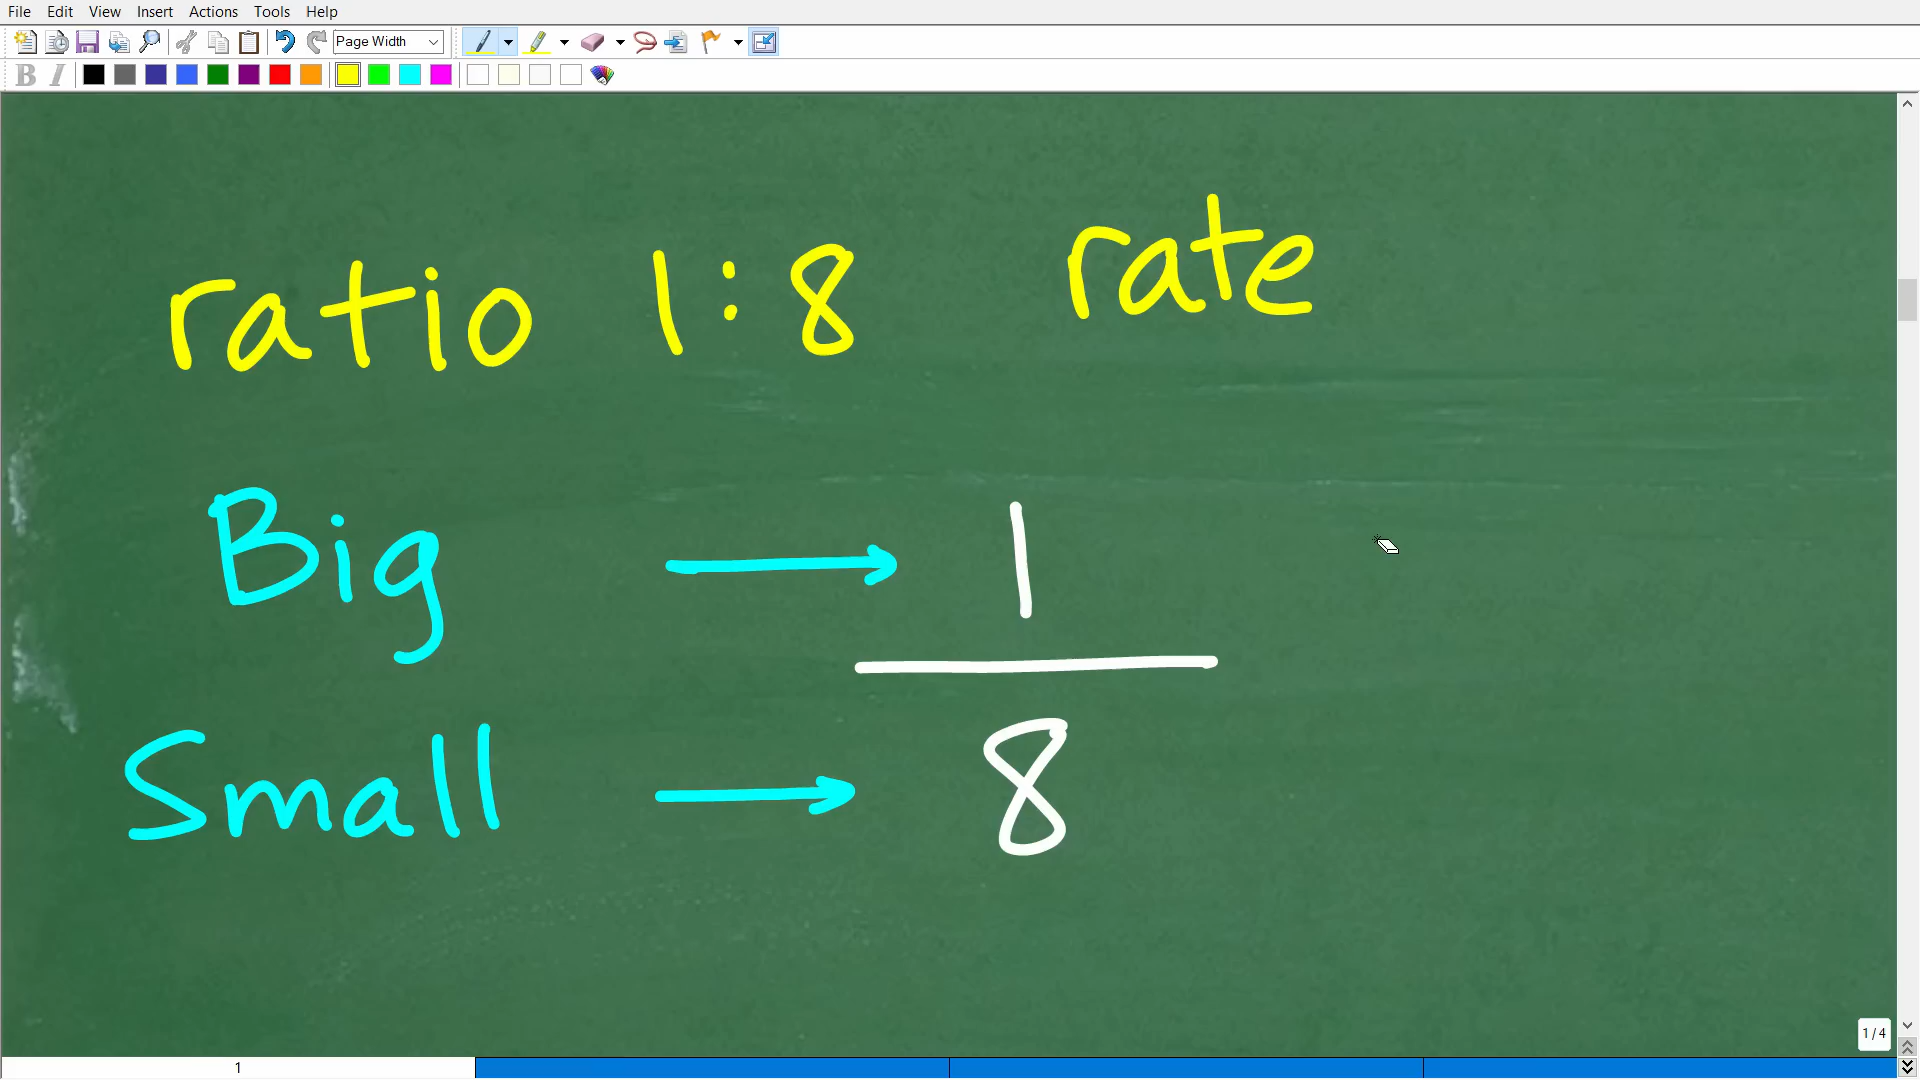 File Edit View Insert Actions Tools Help
Page Width
B I
ratio 1:8 rate
Big → 1
Small → 8
1/4
1